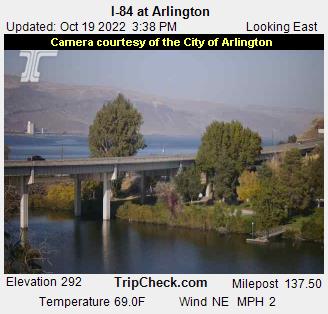 I-84 at Arlington
Updated: Oct 19 2022 3:38 PM Looking East
Camera courtesy of the City of Arlington
Elevation 292 TripCheck.com Milepost 137.50
Temperature 69.0F Wind NE MPH 2